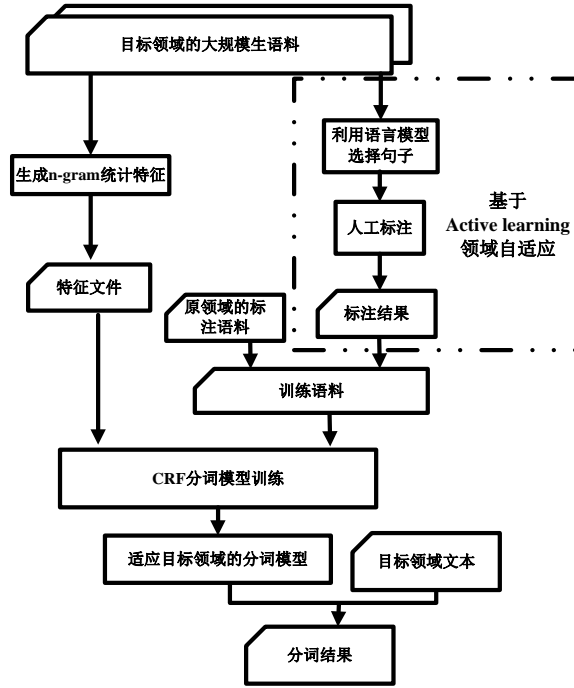 目标领域的大规模生语料
利用语言模型
选择句子
生成n-gram统计特征
基于
Active learning
领域自适应
人工标注
特征文件
原领域的标
注语料
标注结果
训练语料
CRF分词模型训练
适应目标领域的分词模型
目标领域文本
分词结果